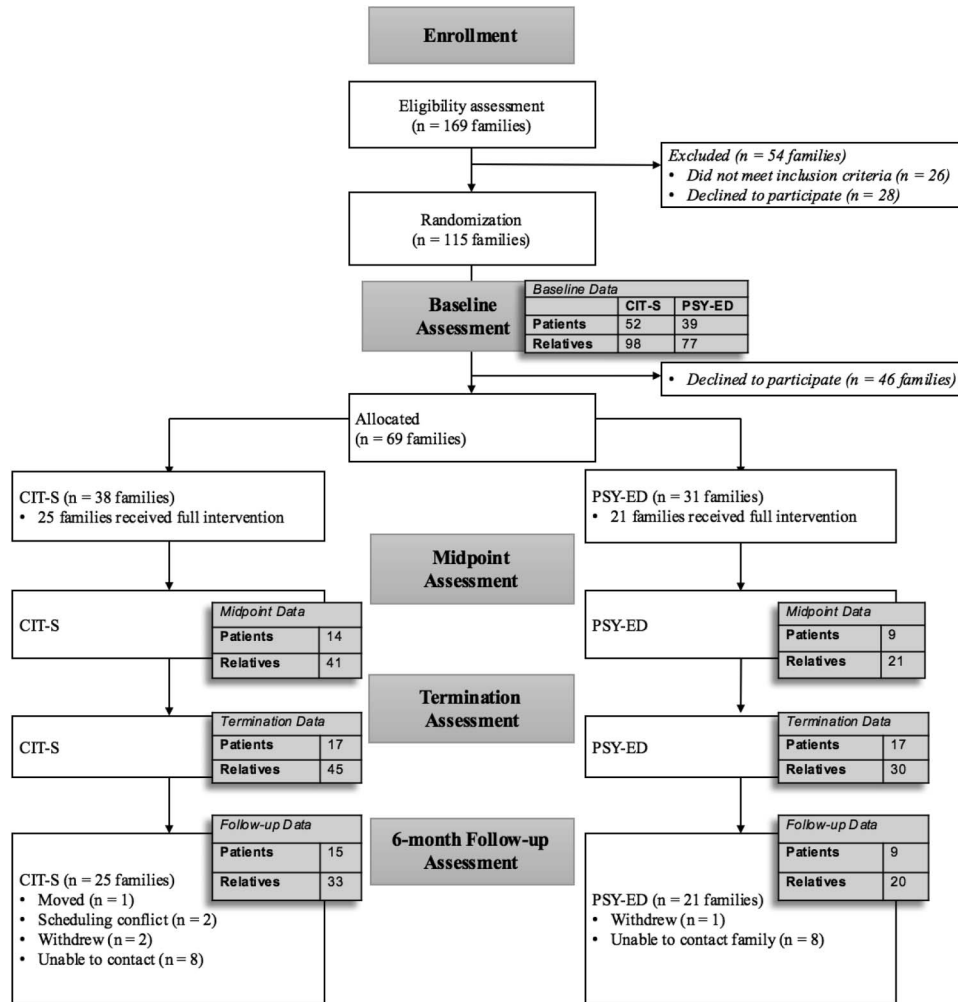 Enrollment
Eligibility assessment
(n = 169 families)
Excluded (n = 54 families)
• Did not meet inclusion criteria (n = 26)
• Declined to participate (n = 28)
Randomization
(n = 115 families)
Baseline
Assessment
Baseline Data
CIT-S PSY-ED
Patients 52 39
Relatives 98 77
• Declined to participate (n = 46 families)
Allocated
(n = 69 families)
CIT-S (n = 38 families)
• 25 families received full intervention
PSY-ED (n = 31 families)
• 21 families received full intervention
Midpoint
Assessment
CIT-S
Midpoint Data
Patients 14
Relatives 41
PSY-ED
Midpoint Data
Patients 9
Relatives 21
Termination
Assessment
CIT-S
Termination Data
Patients 17
Relatives 45
PSY-ED
Termination Data
Patients 17
Relatives 30
6-month Follow-up
Assessment
Follow-up Data
Patients 15
Relatives 33
CIT-S (n = 25 families)
• Moved (n = 1)
• Scheduling conflict (n = 2)
• Withdrew (n = 2)
• Unable to contact (n = 8)
Follow-up Data
Patients 9
Relatives 20
PSY-ED (n = 21 families)
• Withdrew (n = 1)
• Unable to contact family (n = 8)